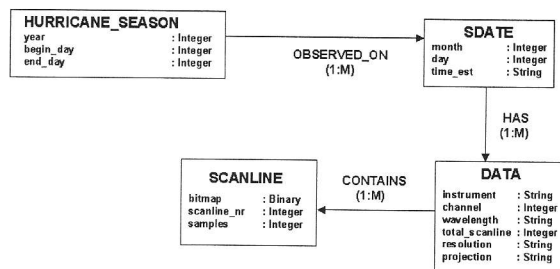 HURRICANE_SEASON
year : Integer
begin_day : Integer
end_day : Integer
OBSERVED_ON
(1:M)
SDATE
month : Integer
day : Integer
time_est : String
HAS
(1:M)
SCANLINE
bitmap : Binary
scanline_nr : Integer
samples : Integer
CONTAINS
(1:M)
DATA
instrument : String
channel : Integer
wavelength : String
total_scanline : Integer
resolution : String
projection : String